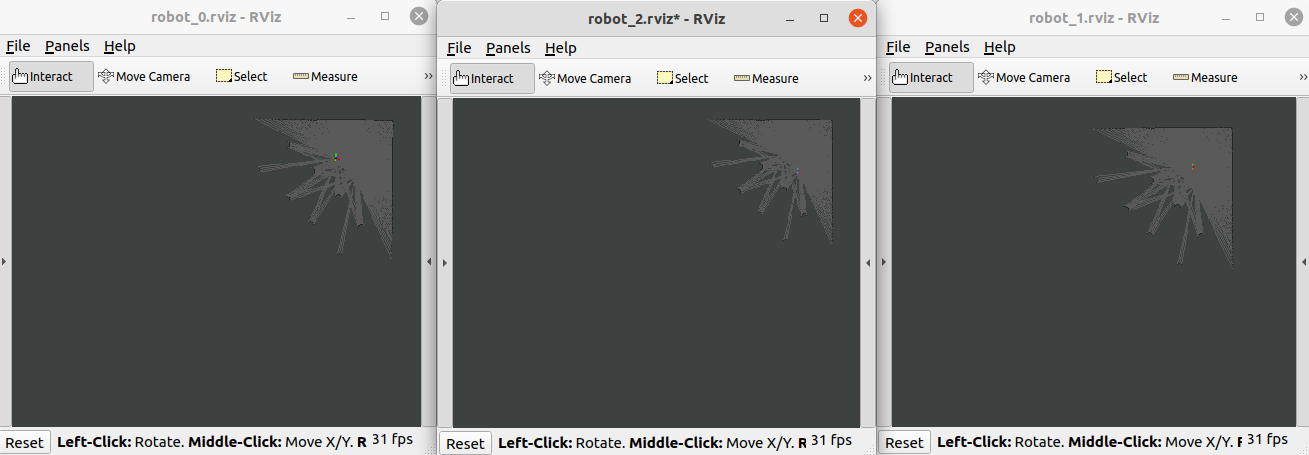 robot_0.rviz - RViz
File Panels Help
Interact Move Camera Select Measure »
Reset Left-Click: Rotate. Middle-Click: Move X/Y. R 31 fps
robot_2.rviz* - RViz
File Panels Help
Interact Move Camera Select Measure »
Reset Left-Click: Rotate. Middle-Click: Move X/Y. R 31 fps
robot_1.rviz - RViz
File Panels Help
Interact Move Camera Select Measure »
Reset Left-Click: Rotate. Middle-Click: Move X/Y. 31 fps